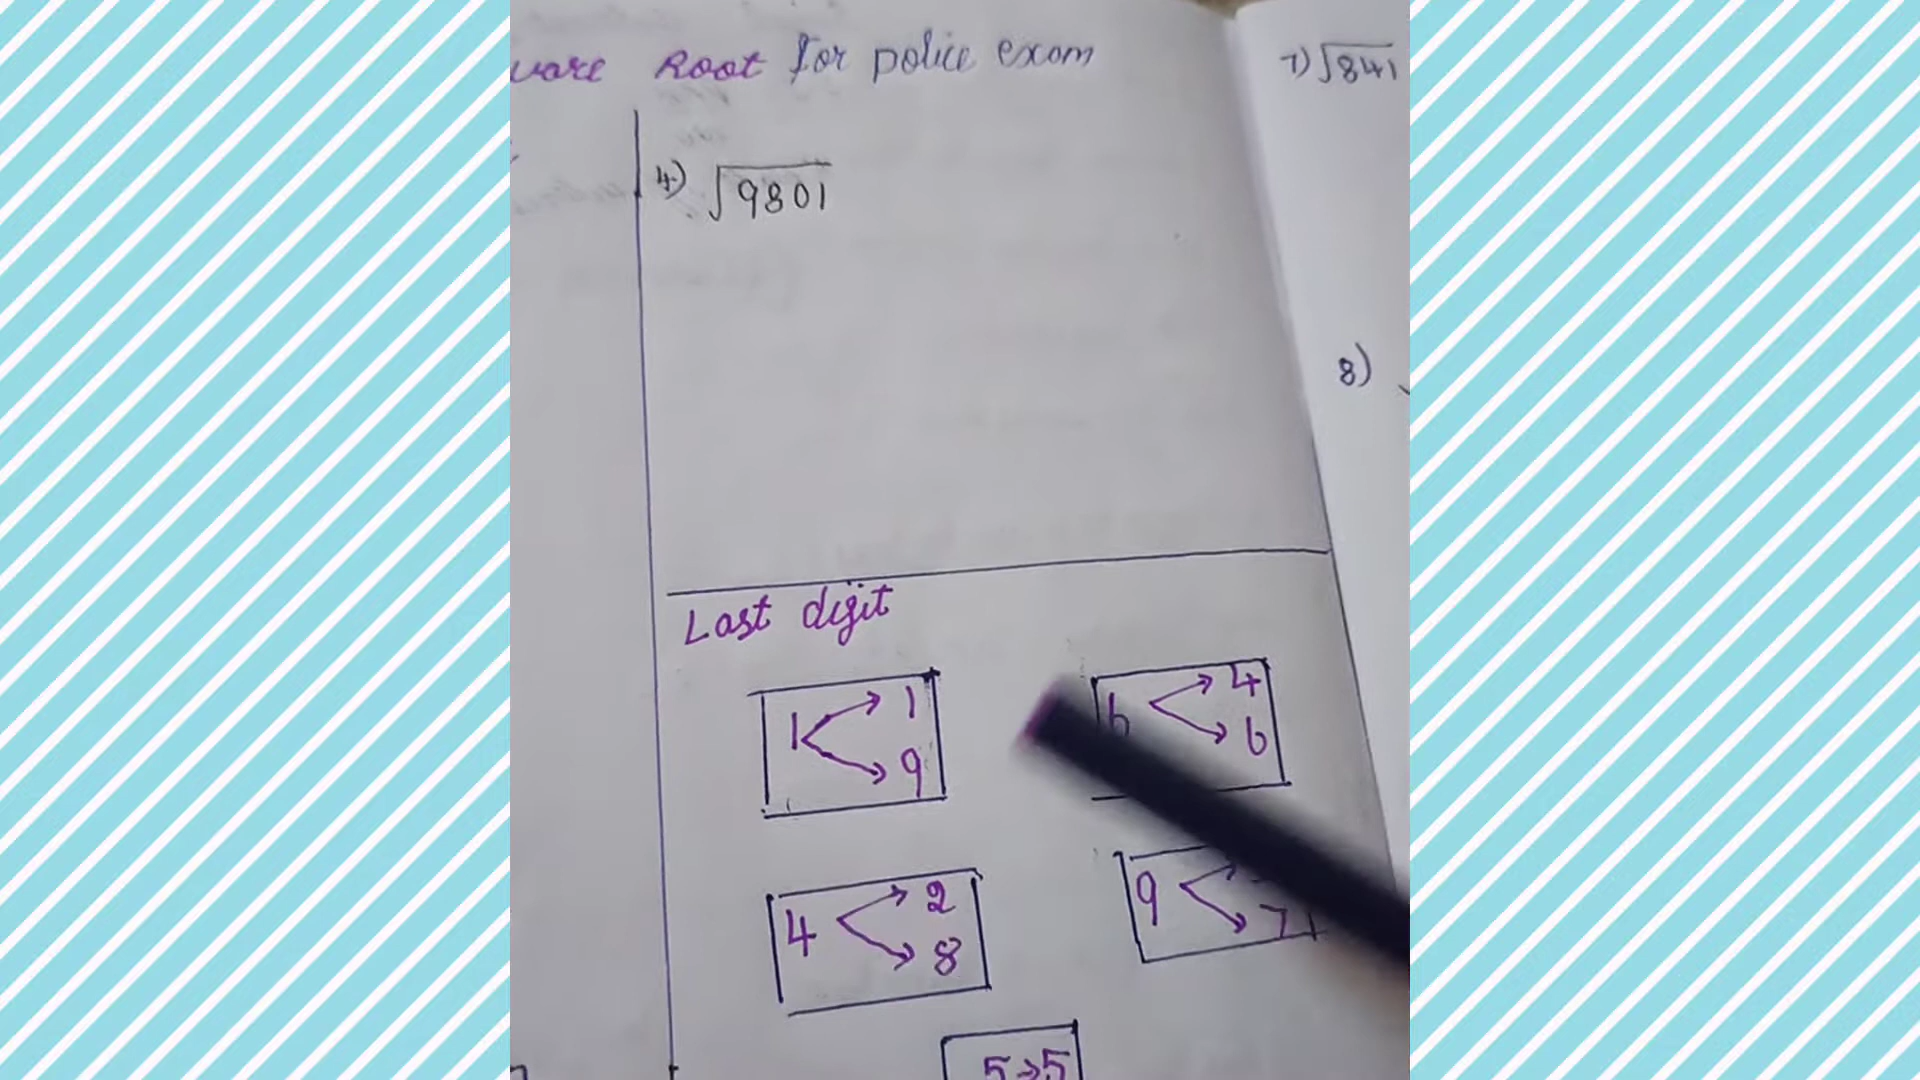 Root for police exam
4) √9801
7) √841
8)
Last digit
1 → 1
→ 9
6 → 4
→ 6
4 → 2
→ 8
9 →
→ 7
5 → 5